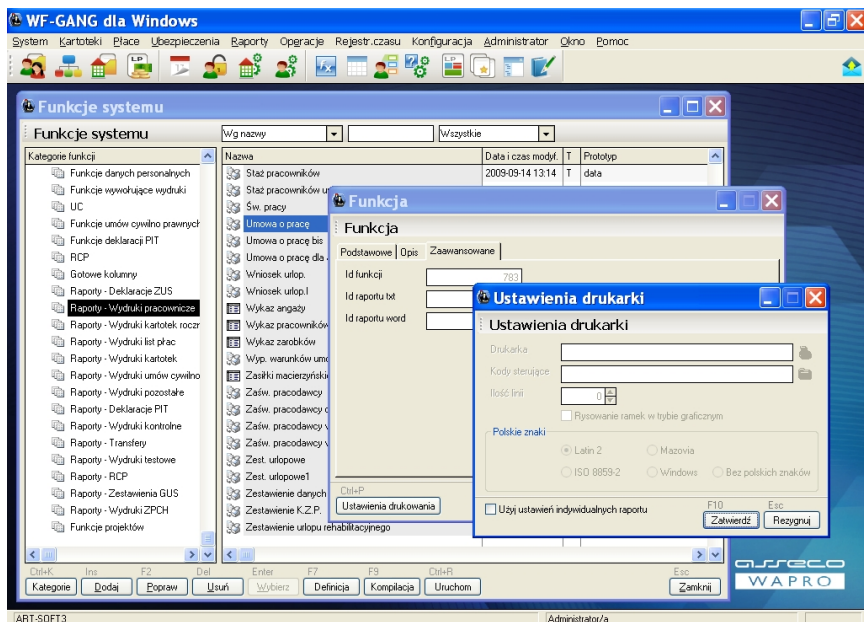 WF-GANG dla Windows
System Kartoteki Płace Ubezpieczenia Raporty Operacje Rejestr.czasu Konfiguracja Administrator Okno Pomoc
Funkcje systemu
Funkcje systemu Wg nazwy Wszystkie
Kategorie funkcji
Funkcje danych personalnych
Funkcje wywołujące wydruki
UC
Funkcje umów cywilno prawnych
Funkcje deklaracji PIT
RCP
Gotowe kolumny
Raporty - Deklaracje ZUS
Raporty - Wydruki pracownicze
Raporty - Wydruki kartotek roczr
Raporty - Wydruki list płac
Raporty - Wydruki kartotek
Raporty - Wydruki umów cywilno
Raporty - Wydruki pozostałe
Raporty - Deklaracje PIT
Raporty - Wydruki kontrolne
Raporty - Transfery
Raporty - Wydruki testowe
Raporty - RCP
Raporty - Zestawienia GUS
Raporty - Wydruki ZPCH
Funkcje projektów
Nazwa Data i czas modyf. T Prototyp
Staż pracowników 2009-09-14 13:14 T data
Staż pracowników
Św. pracy
Umowa o pracę
Umowa o pracę bis
Umowa o pracę dla
Wniosek urlop.
Wniosek urlop.I
Wykaz angaży
Wykaz pracowników
Wykaz zarobków
Wyp. warunków umo
Zasiłki macierzyńskie
Zaśw. pracodawcy
Zaśw. pracodawcy
Zaśw. pracodawcy
Zaśw. pracodawcy
Zest. urlopowe
Zest. urlopowe1
Zestawienie danych
Zestawienie K.Z.P.
Zestawienie urlopu rehabilitacyjnego
Funkcja
Funkcja
Podstawowe Opis Zaawansowane
Id funkcji 783
Id raportu txt
Id raportu word
Ctrl+P
Ustawienia drukowania
Ustawienia drukarki
Ustawienia drukarki
Drukarka
Kody sterujące
Ilość linii 0
Rysowanie ramek w trybie graficznym
Polskie znaki
Latin 2 Mazovia
ISO 8859-2 Windows Bez polskich znaków
Użyj ustawień indywidualnych raportu
F10 Esc
Zatwierdź Rezygnuj
Ctrl+K Ins F2 Del Enter F7 F9 Ctrl+R Esc
Kategorie Dodaj Popraw Usuń Wybierz Definicja Kompilacja Uruchom Zamknij
asseco
WAPRO
ART-SOFT3 Administrator/a